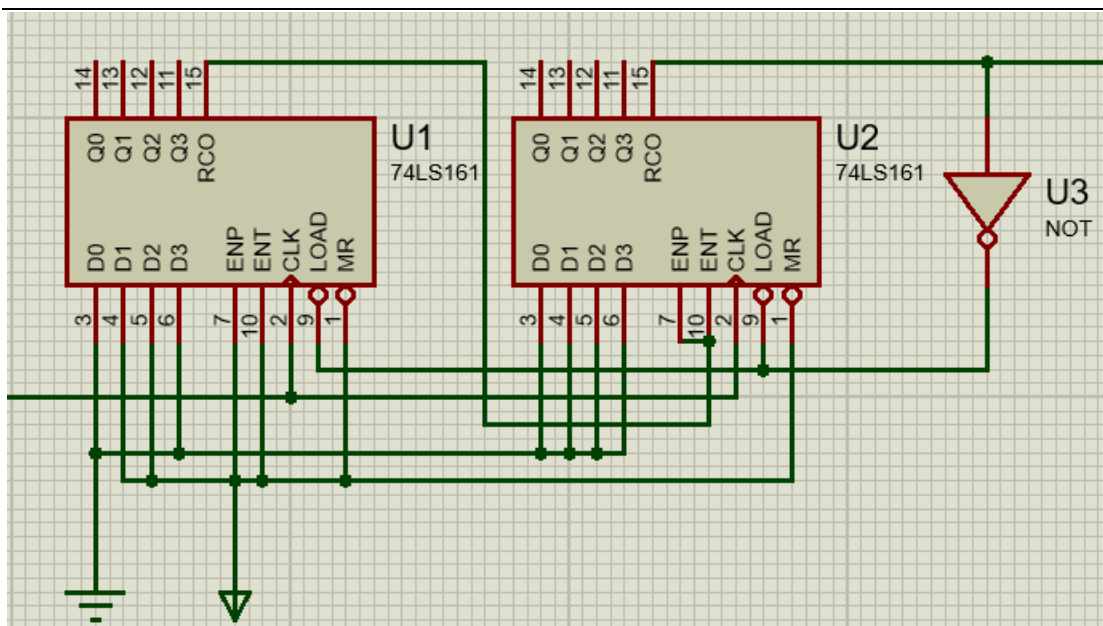 14 13 12 11 15
Q0 Q1 Q2 Q3 RCO
U1
74LS161
D0 D1 D2 D3 ENP ENT CLK LOAD MR
3 4 5 6 7 10 2 9 1
14 13 12 11 15
Q0 Q1 Q2 Q3 RCO
U2
74LS161
D0 D1 D2 D3 ENP ENT CLK LOAD MR
3 4 5 6 7 10 2 9 1
U3
NOT